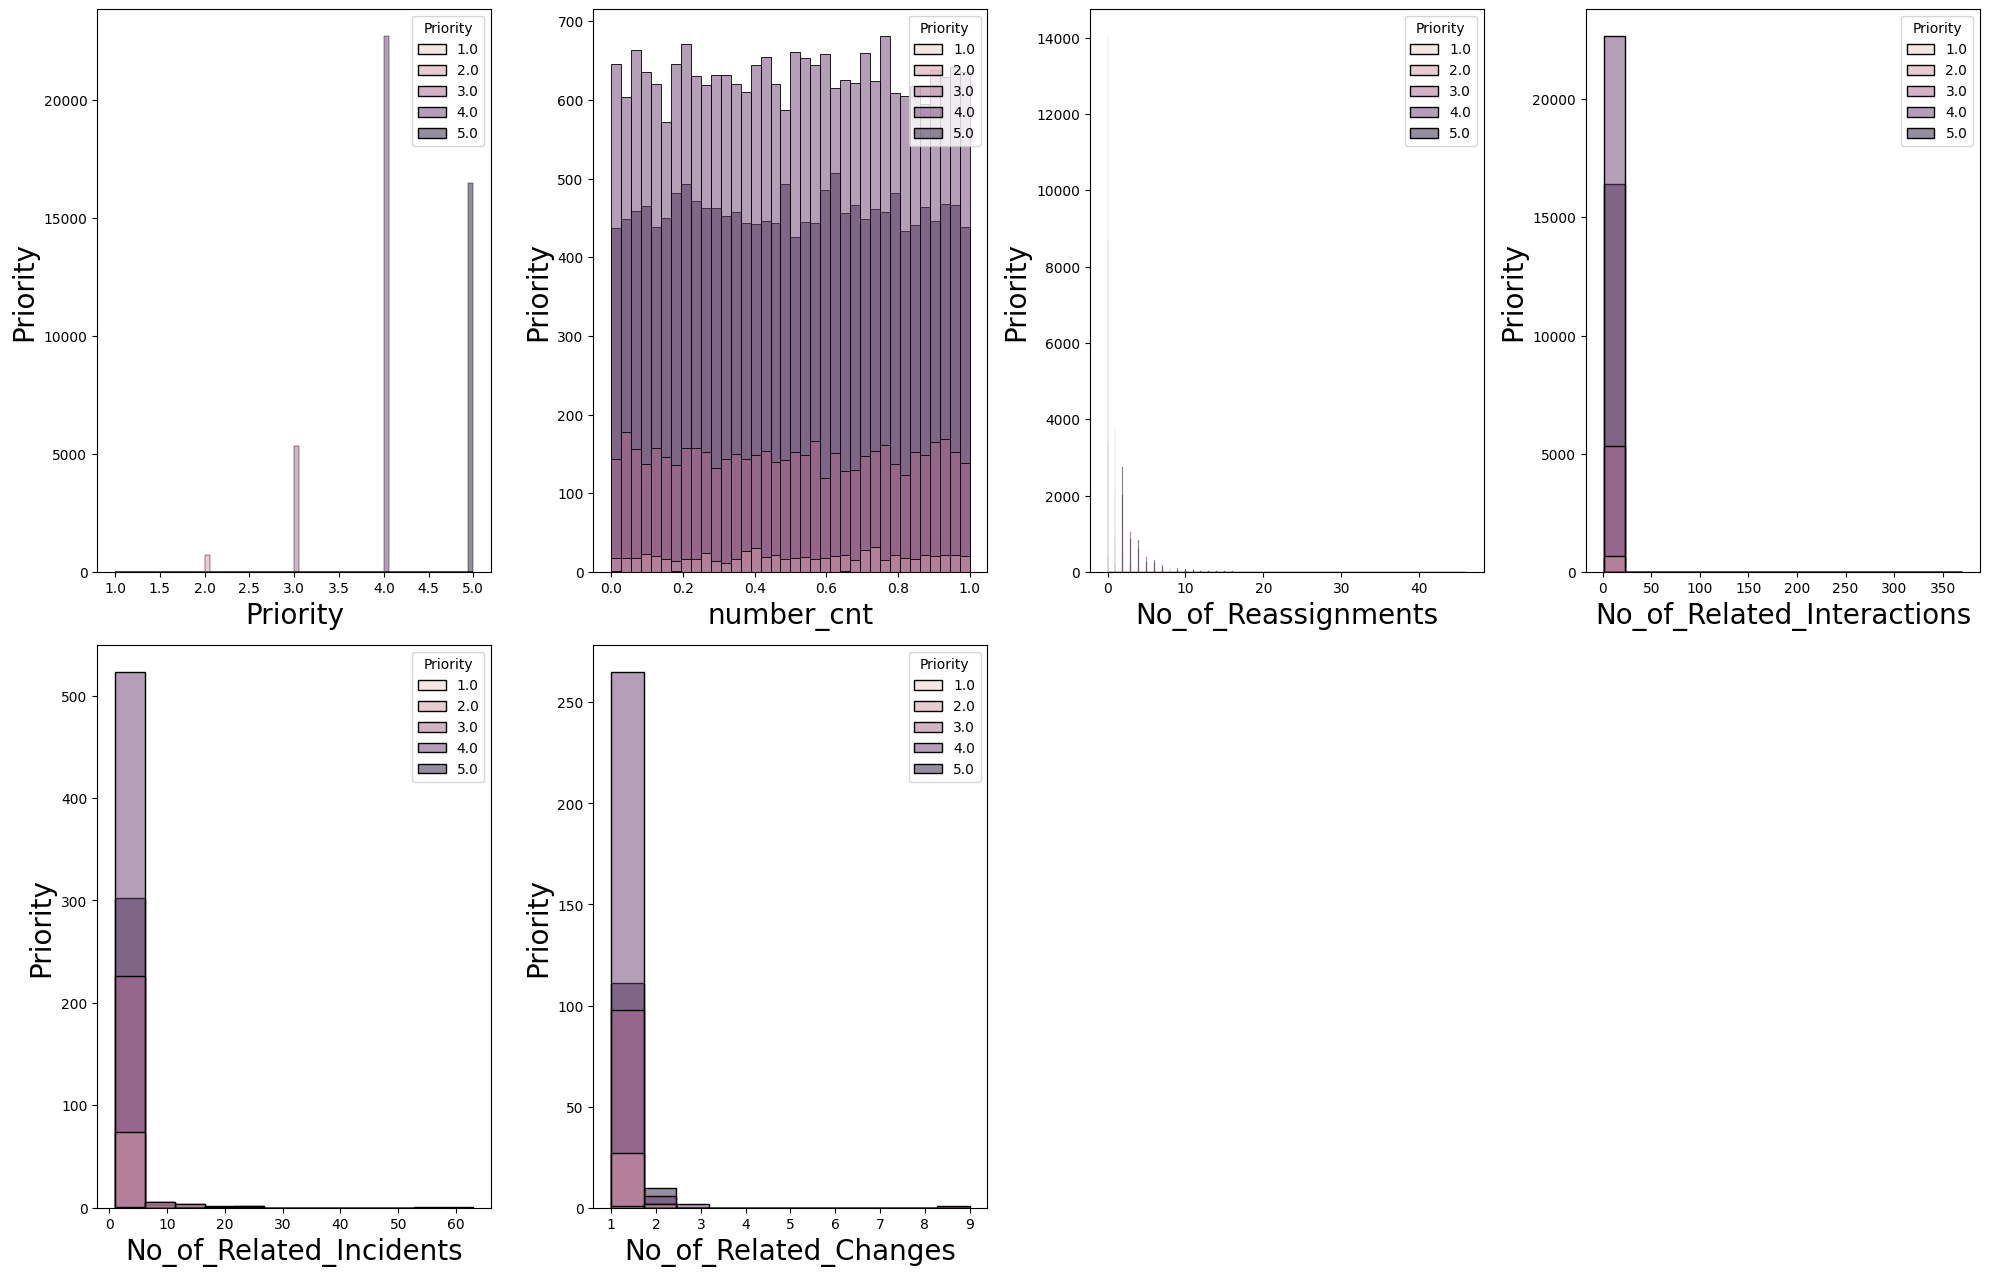 Priority
1.0
2.0
3.0
4.0
5.0
20000
15000
10000
5000
0
Priority
1.0 1.5 2.0 2.5 3.0 3.5 4.0 4.5 5.0
Priority
Priority
1.0
2.0
3.0
4.0
5.0
700
600
500
400
300
200
100
0
Priority
0.0 0.2 0.4 0.6 0.8 1.0
number_cnt
Priority
1.0
2.0
3.0
4.0
5.0
14000
12000
10000
8000
6000
4000
2000
0
Priority
0 10 20 30 40
No_of_Reassignments
Priority
1.0
2.0
3.0
4.0
5.0
20000
15000
10000
5000
0
Priority
0 50 100 150 200 250 300 350
No_of_Related_Interactions
Priority
1.0
2.0
3.0
4.0
5.0
500
400
300
200
100
0
Priority
0 10 20 30 40 50 60
No_of_Related_Incidents
Priority
1.0
2.0
3.0
4.0
5.0
250
200
150
100
50
0
Priority
1 2 3 4 5 6 7 8 9
No_of_Related_Changes